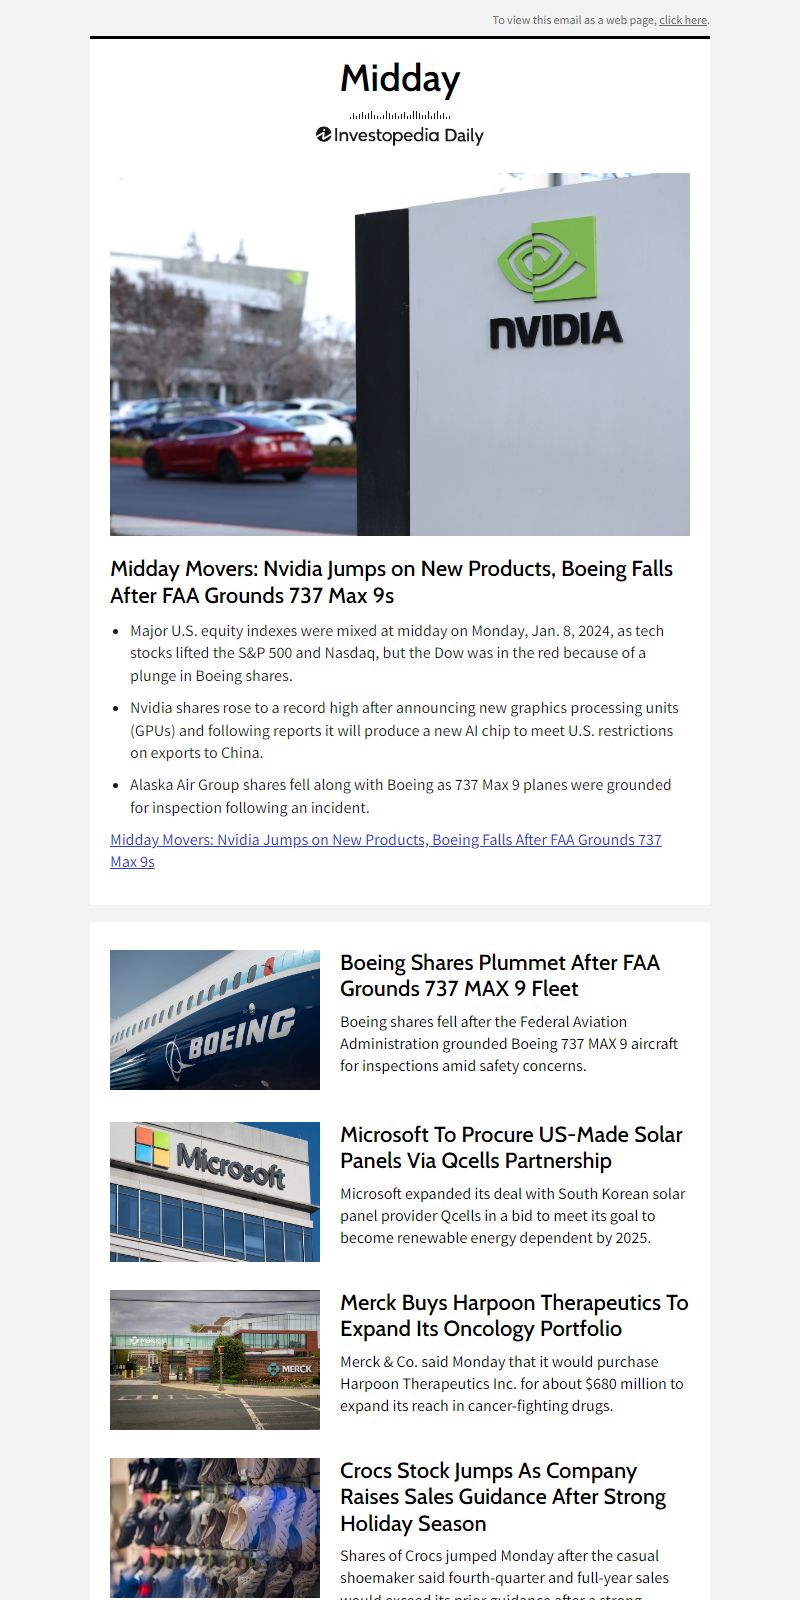 To view this email as a web page, click here.
Midday
Investopedia Daily
NVIDIA
Midday Movers: Nvidia Jumps on New Products, Boeing Falls
After FAA Grounds 737 Max 9s
• Major U.S. equity indexes were mixed at midday on Monday, Jan. 8, 2024, as tech
stocks lifted the S&P 500 and Nasdaq, but the Dow was in the red because of a
plunge in Boeing shares.
• Nvidia shares rose to a record high after announcing new graphics processing units
(GPUs) and following reports it will produce a new AI chip to meet U.S. restrictions
on exports to China.
• Alaska Air Group shares fell along with Boeing as 737 Max 9 planes were grounded
for inspection following an incident.
Midday Movers: Nvidia Jumps on New Products, Boeing Falls After FAA Grounds 737
Max 9s
BOEING
Boeing Shares Plummet After FAA
Grounds 737 MAX 9 Fleet
Boeing shares fell after the Federal Aviation
Administration grounded Boeing 737 MAX 9 aircraft
for inspections amid safety concerns.
Microsoft
Microsoft To Procure US-Made Solar
Panels Via Qcells Partnership
Microsoft expanded its deal with South Korean solar
panel provider Qcells in a bid to meet its goal to
become renewable energy dependent by 2025.
MERCK
MERCK
Merck Buys Harpoon Therapeutics To
Expand Its Oncology Portfolio
Merck & Co. said Monday that it would purchase
Harpoon Therapeutics Inc. for about $680 million to
expand its reach in cancer-fighting drugs.
Crocs Stock Jumps As Company
Raises Sales Guidance After Strong
Holiday Season
Shares of Crocs jumped Monday after the casual
shoemaker said fourth-quarter and full-year sales
would exceed its prior guidance after a strong